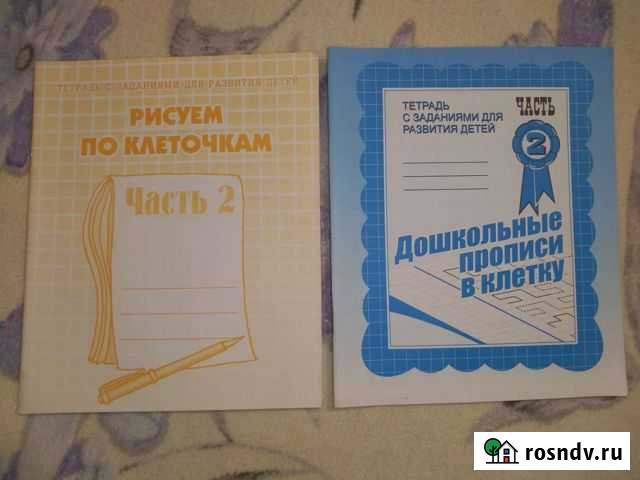 ТЕТРАДЬ С ЗАДАНИЯМИ ДЛЯ РАЗВИТИЯ ДЕТЕЙ
РИСУЕМ
ПО КЛЕТОЧКАМ
Часть 2
ТЕТРАДЬ
С ЗАДАНИЯМИ ДЛЯ
РАЗВИТИЯ ДЕТЕЙ
ЧАСТЬ
2
ДОШКОЛЬНЫЕ
ПРОПИСИ
В КЛЕТКУ
rosndv.ru